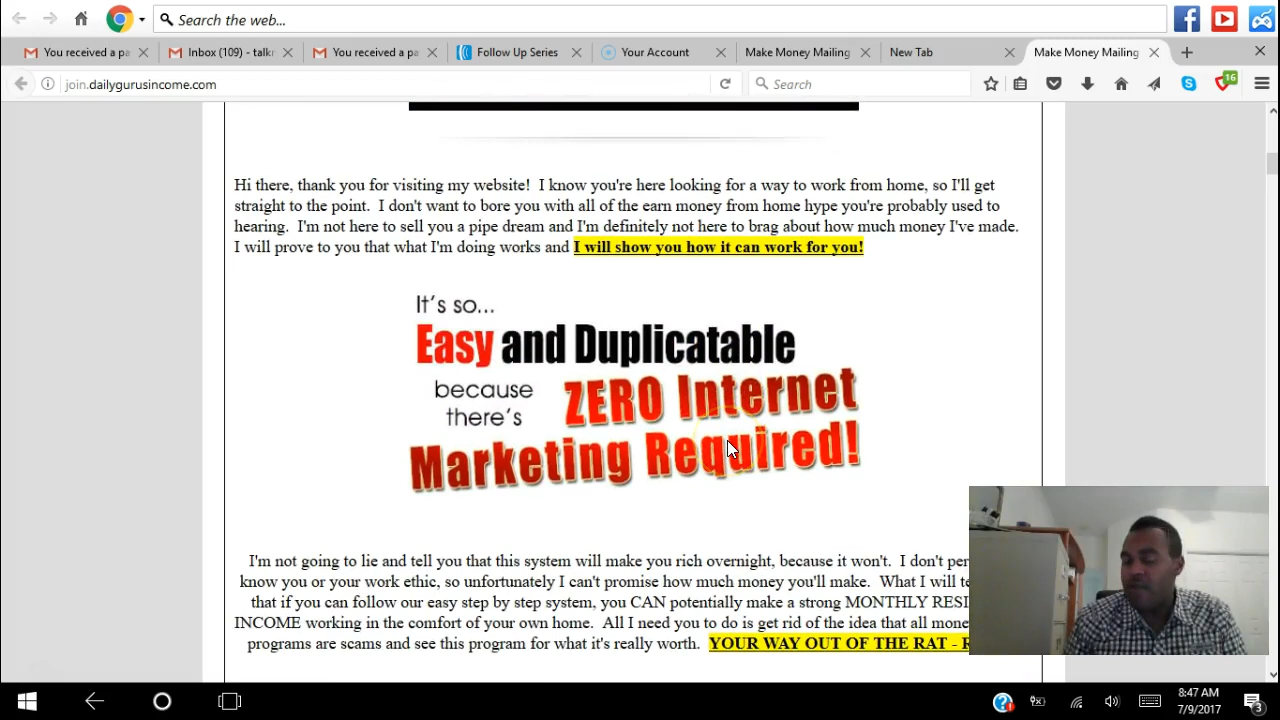 Search the web...
You received a pa
Inbox (109) - talkr
You received a pa
Follow Up Series
Your Account
Make Money Mailing
New Tab
Make Money Mailing
join.dailygurusincome.com
Search
16
Hi there, thank you for visiting my website! I know you're here looking for a way to work from home, so I'll get
straight to the point. I don't want to bore you with all of the earn money from home hype you're probably used to
hearing. I'm not here to sell you a pipe dream and I'm definitely not here to brag about how much money I've made.
I will prove to you that what I'm doing works and I will show you how it can work for you!
It's so...
Easy and Duplicatable
because
there's
ZERO Internet
Marketing Required!
I'm not going to lie and tell you that this system will make you rich overnight, because it won't. I don't per
know you or your work ethic, so unfortunately I can't promise how much money you'll make. What I will te
that if you can follow our easy step by step system, you CAN potentially make a strong MONTHLY RESI
INCOME working in the comfort of your own home. All I need you to do is get rid of the idea that all mone
programs are scams and see this program for what it's really worth. YOUR WAY OUT OF THE RAT - R
8:47 AM
7/9/2017
3